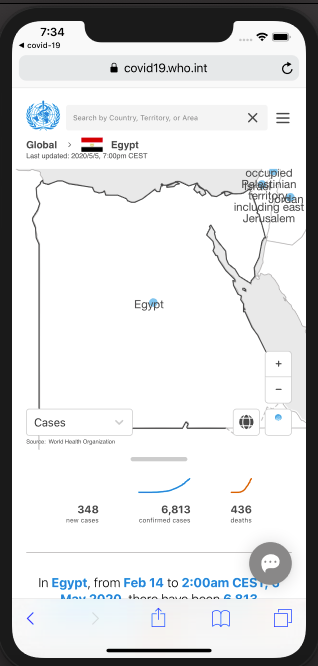 7:34
◀ covid-19
covid19.who.int
Search by Country, Territory, or Area
Global > Egypt
Last updated: 2020/5/5, 7:00pm CEST
occupied
Palestinian
territory,
including east
Jerusalem
Israel
Jordan
Egypt
+
−
Cases
Source: World Health Organization
348 6,813 436
new cases confirmed cases deaths
In Egypt, from Feb 14 to 2:00am CEST, 5
May 2020, there have been 6,813